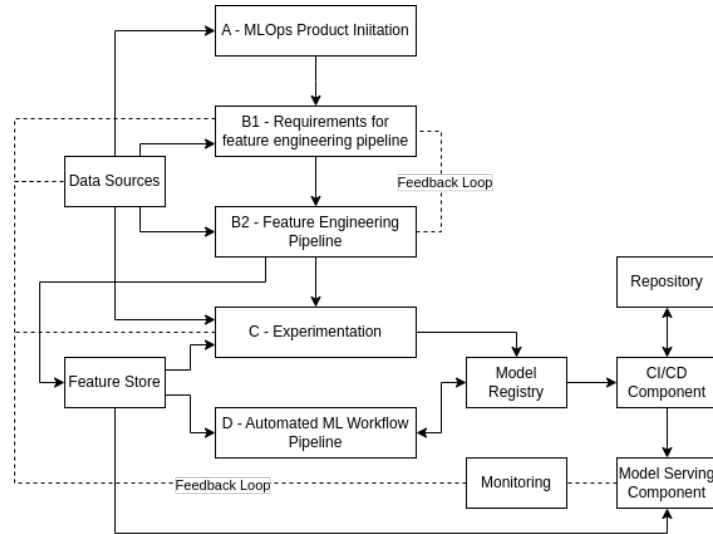 A - MLOps Product Iniitation
B1 - Requirements for
feature engineering pipeline
Data Sources
Feedback Loop
B2 - Feature Engineering
Pipeline
Repository
C - Experimentation
Feature Store
Model
Registry
CI/CD
Component
D - Automated ML Workflow
Pipeline
Feedback Loop
Monitoring
Model Serving
Component